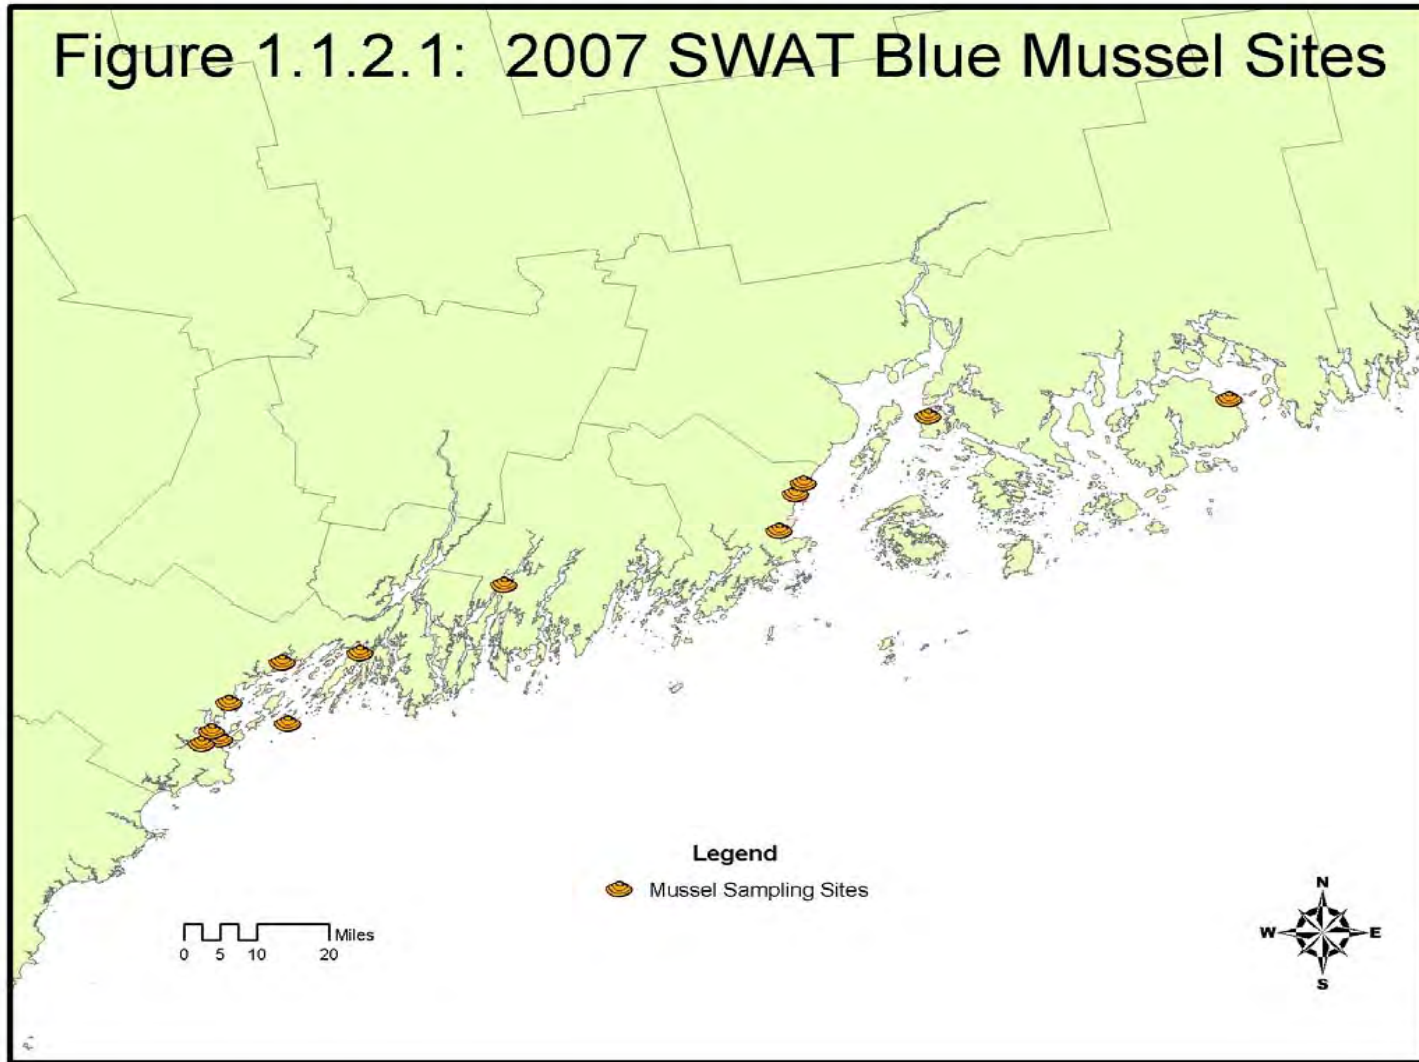 Figure 1.1.2.1: 2007 SWAT Blue Mussel Sites
Legend
Mussel Sampling Sites
Miles
0 5 10 20
N
W E
S